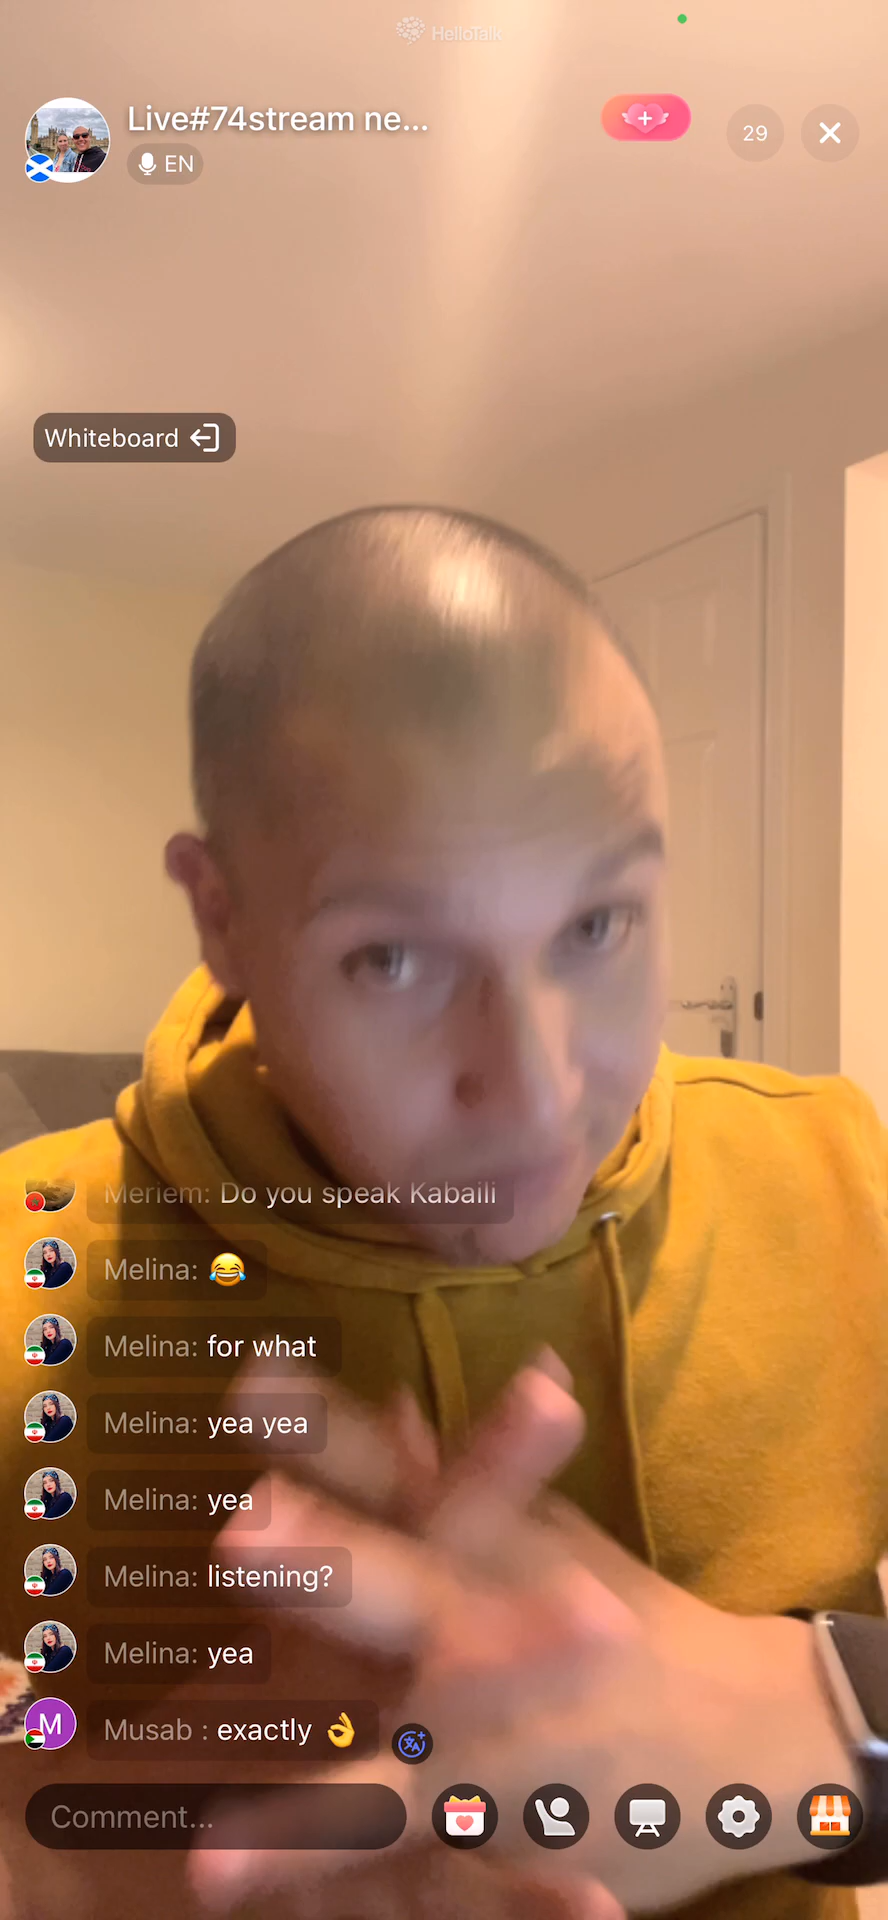 HelloTalk
Live#74stream ne...
EN
29
Whiteboard
Meriem: Do you speak Kabaili
Melina: 😂
Melina: for what
Melina: yea yea
Melina: yea
Melina: listening?
Melina: yea
M
Musab : exactly 👌
Comment...